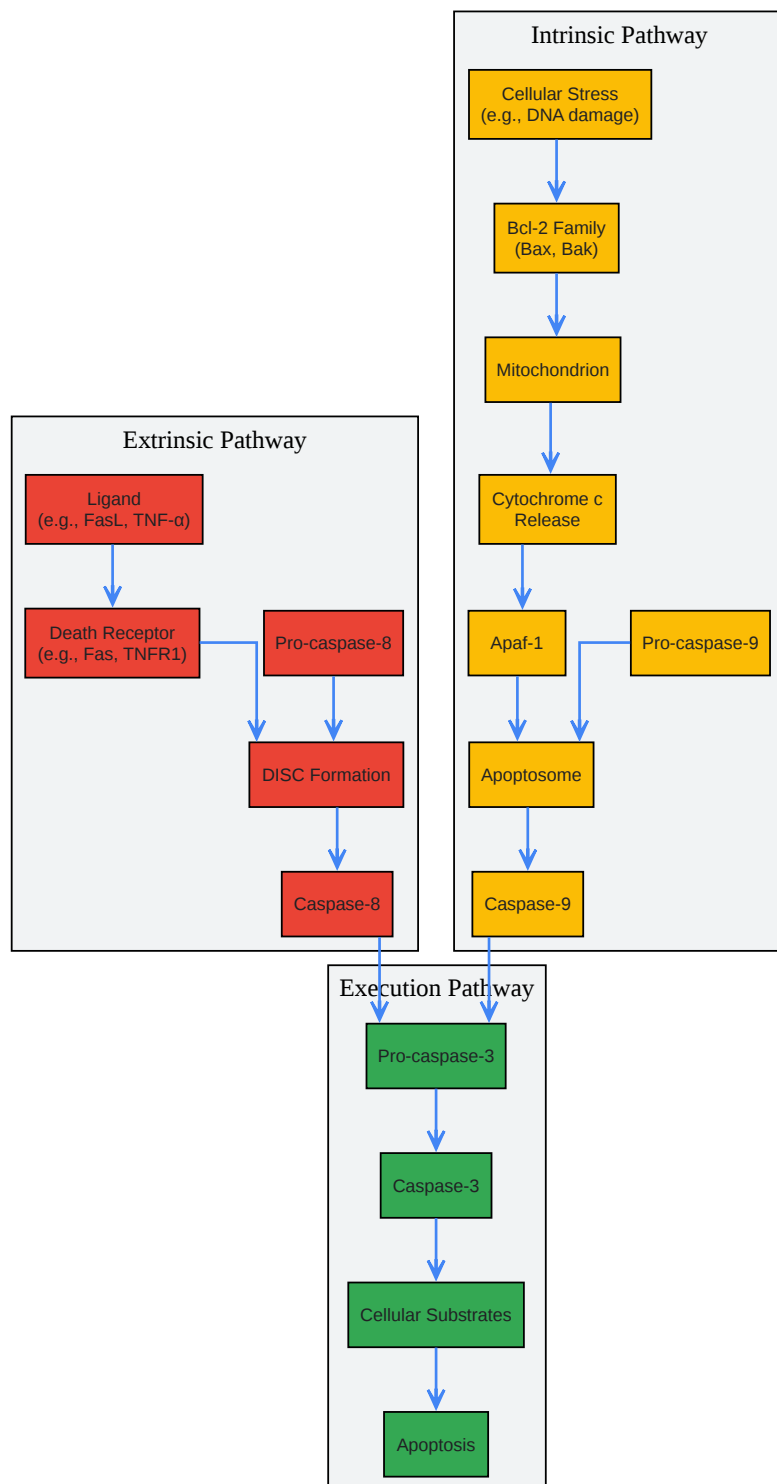 Intrinsic Pathway
Cellular Stress
(e.g., DNA damage)
Bcl-2 Family
(Bax, Bak)
Mitochondrion
Cytochrome c
Release
Apaf-1
Pro-caspase-9
Apoptosome
Caspase-9
Extrinsic Pathway
Ligand
(e.g., FasL, TNF-α)
Death Receptor
(e.g., Fas, TNFR1)
Pro-caspase-8
DISC Formation
Caspase-8
Execution Pathway
Pro-caspase-3
Caspase-3
Cellular Substrates
Apoptosis